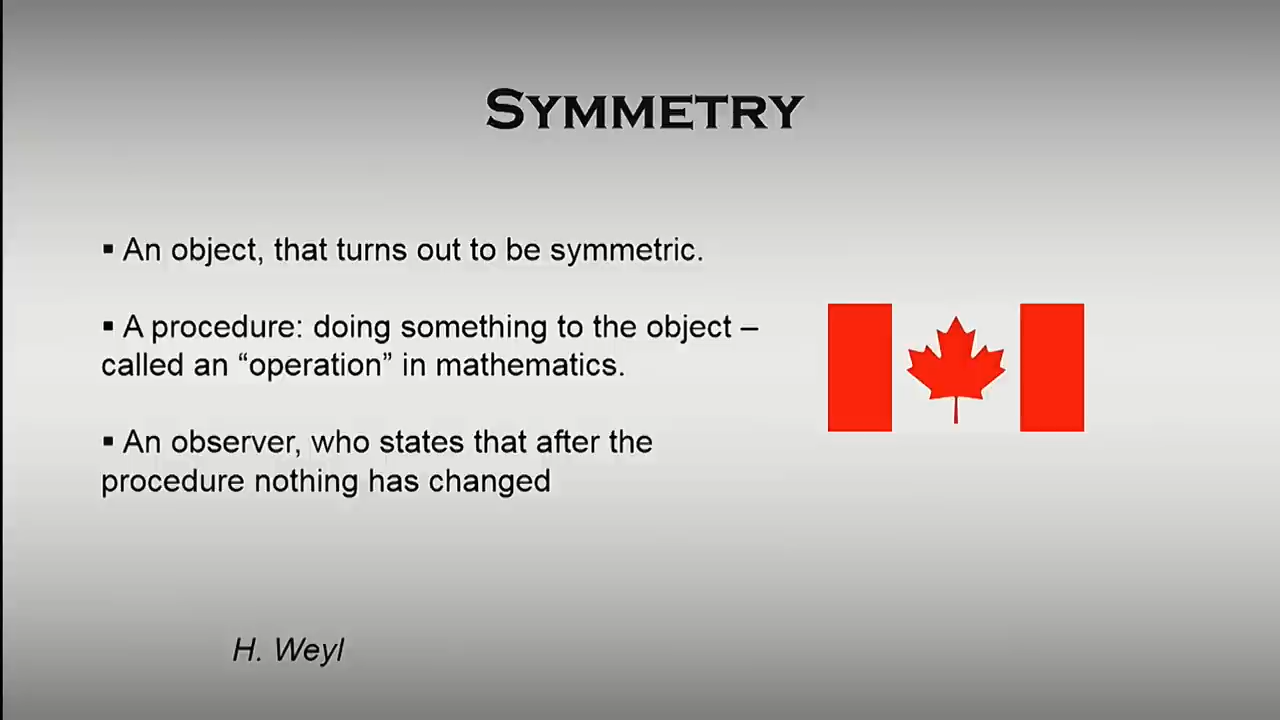 SYMMETRY
▪ An object, that turns out to be symmetric.
▪ A procedure: doing something to the object –
called an “operation” in mathematics.
▪ An observer, who states that after the
procedure nothing has changed
H. Weyl